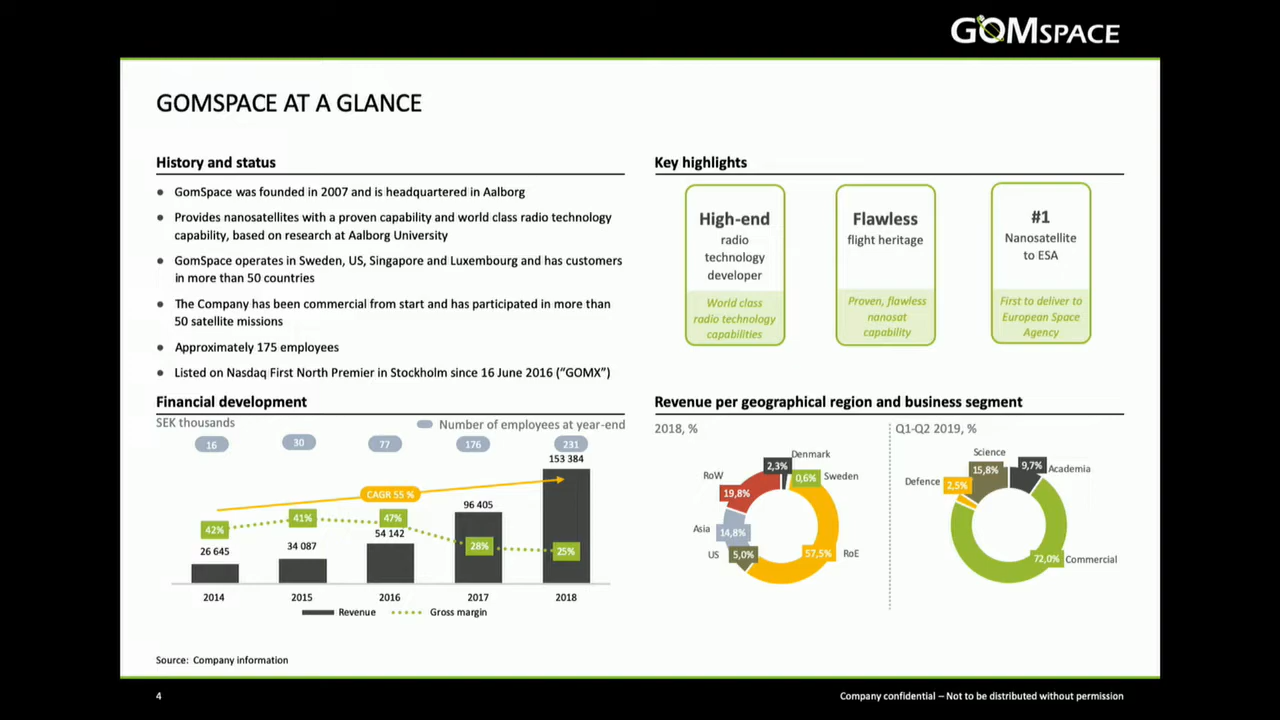 GOMSPACE
GOMSPACE AT A GLANCE
History and status
GomSpace was founded in 2007 and is headquartered in Aalborg
Provides nanosatellites with a proven capability and world class radio technology
capability, based on research at Aalborg University
GomSpace operates in Sweden, US, Singapore and Luxembourg and has customers
in more than 50 countries
The Company has been commercial from start and has participated in more than
50 satellite missions
Approximately 175 employees
Listed on Nasdaq First North Premier in Stockholm since 16 June 2016 (“GOMX”)
Key highlights
High-end
radio
technology
developer
World class
radio technology
capabilities
Flawless
flight heritage
Proven, flawless
nanosat
capability
#1
Nanosatellite
to ESA
First to deliver to
European Space
Agency
Financial development
SEK thousands
Number of employees at year-end
16 30 77 176 231
153 384
CAGR 55 %
96 405
42% 41% 47%
54 142
26 645 34 087
28% 25%
2014 2015 2016 2017 2018
Revenue Gross margin
Revenue per geographical region and business segment
2018, %
Denmark
2,3%
0,6% Sweden
RoW
19,8%
Asia
14,8%
US 5,0%
57,5% RoE
Q1-Q2 2019, %
Science
15,8%
9,7% Academia
Defence 2,5%
72,0% Commercial
Source: Company information
4
Company confidential – Not to be distributed without permission